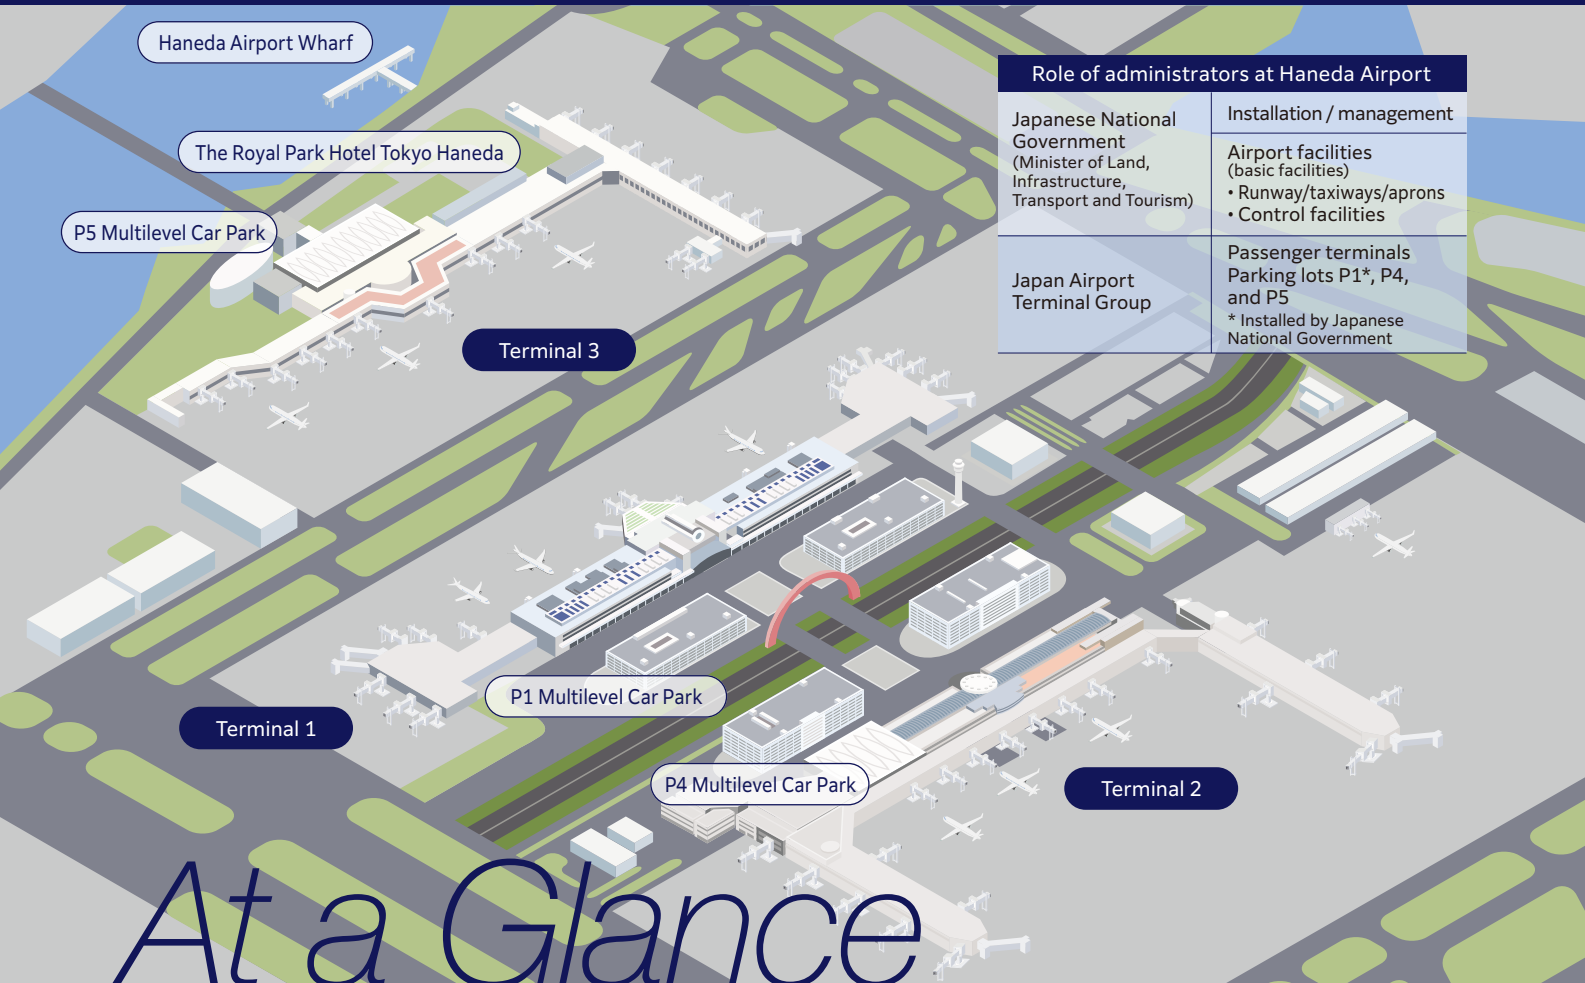 Haneda Airport Wharf
The Royal Park Hotel Tokyo Haneda
P5 Multilevel Car Park
Terminal 3
Role of administrators at Haneda Airport
Japanese National
Government
(Minister of Land,
Infrastructure,
Transport and Tourism)
Installation / management
Airport facilities
(basic facilities)
• Runway/taxiways/aprons
• Control facilities
Japan Airport
Terminal Group
Passenger terminals
Parking lots P1*, P4,
and P5
* Installed by Japanese
National Government
P1 Multilevel Car Park
Terminal 1
P4 Multilevel Car Park
Terminal 2
At a Glance